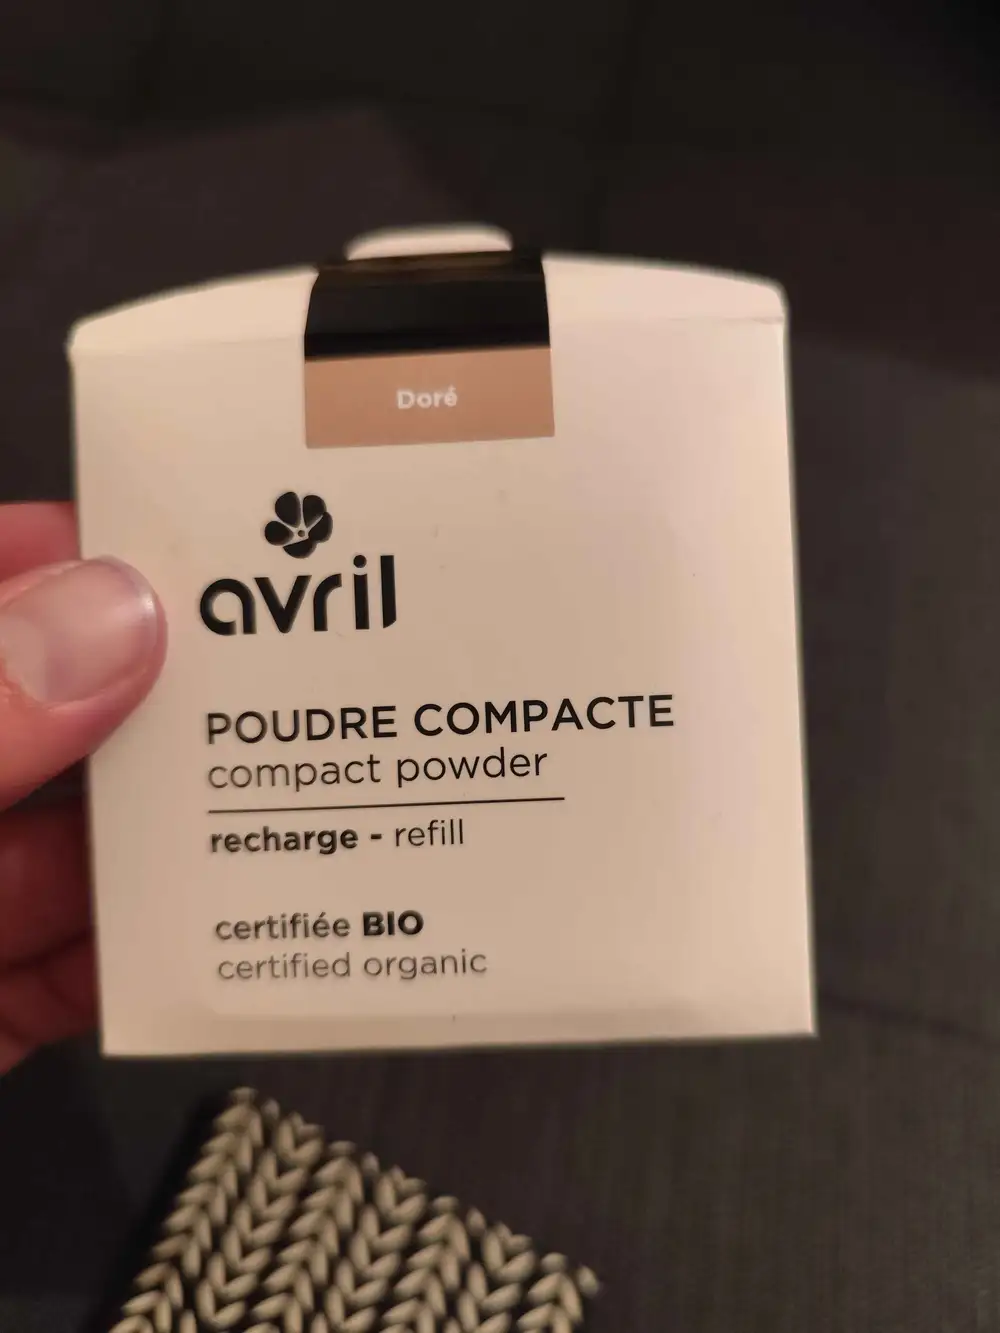 Doré
avril
POUDRE COMPACTE
compact powder
recharge - refill
certifiée BIO
certified organic